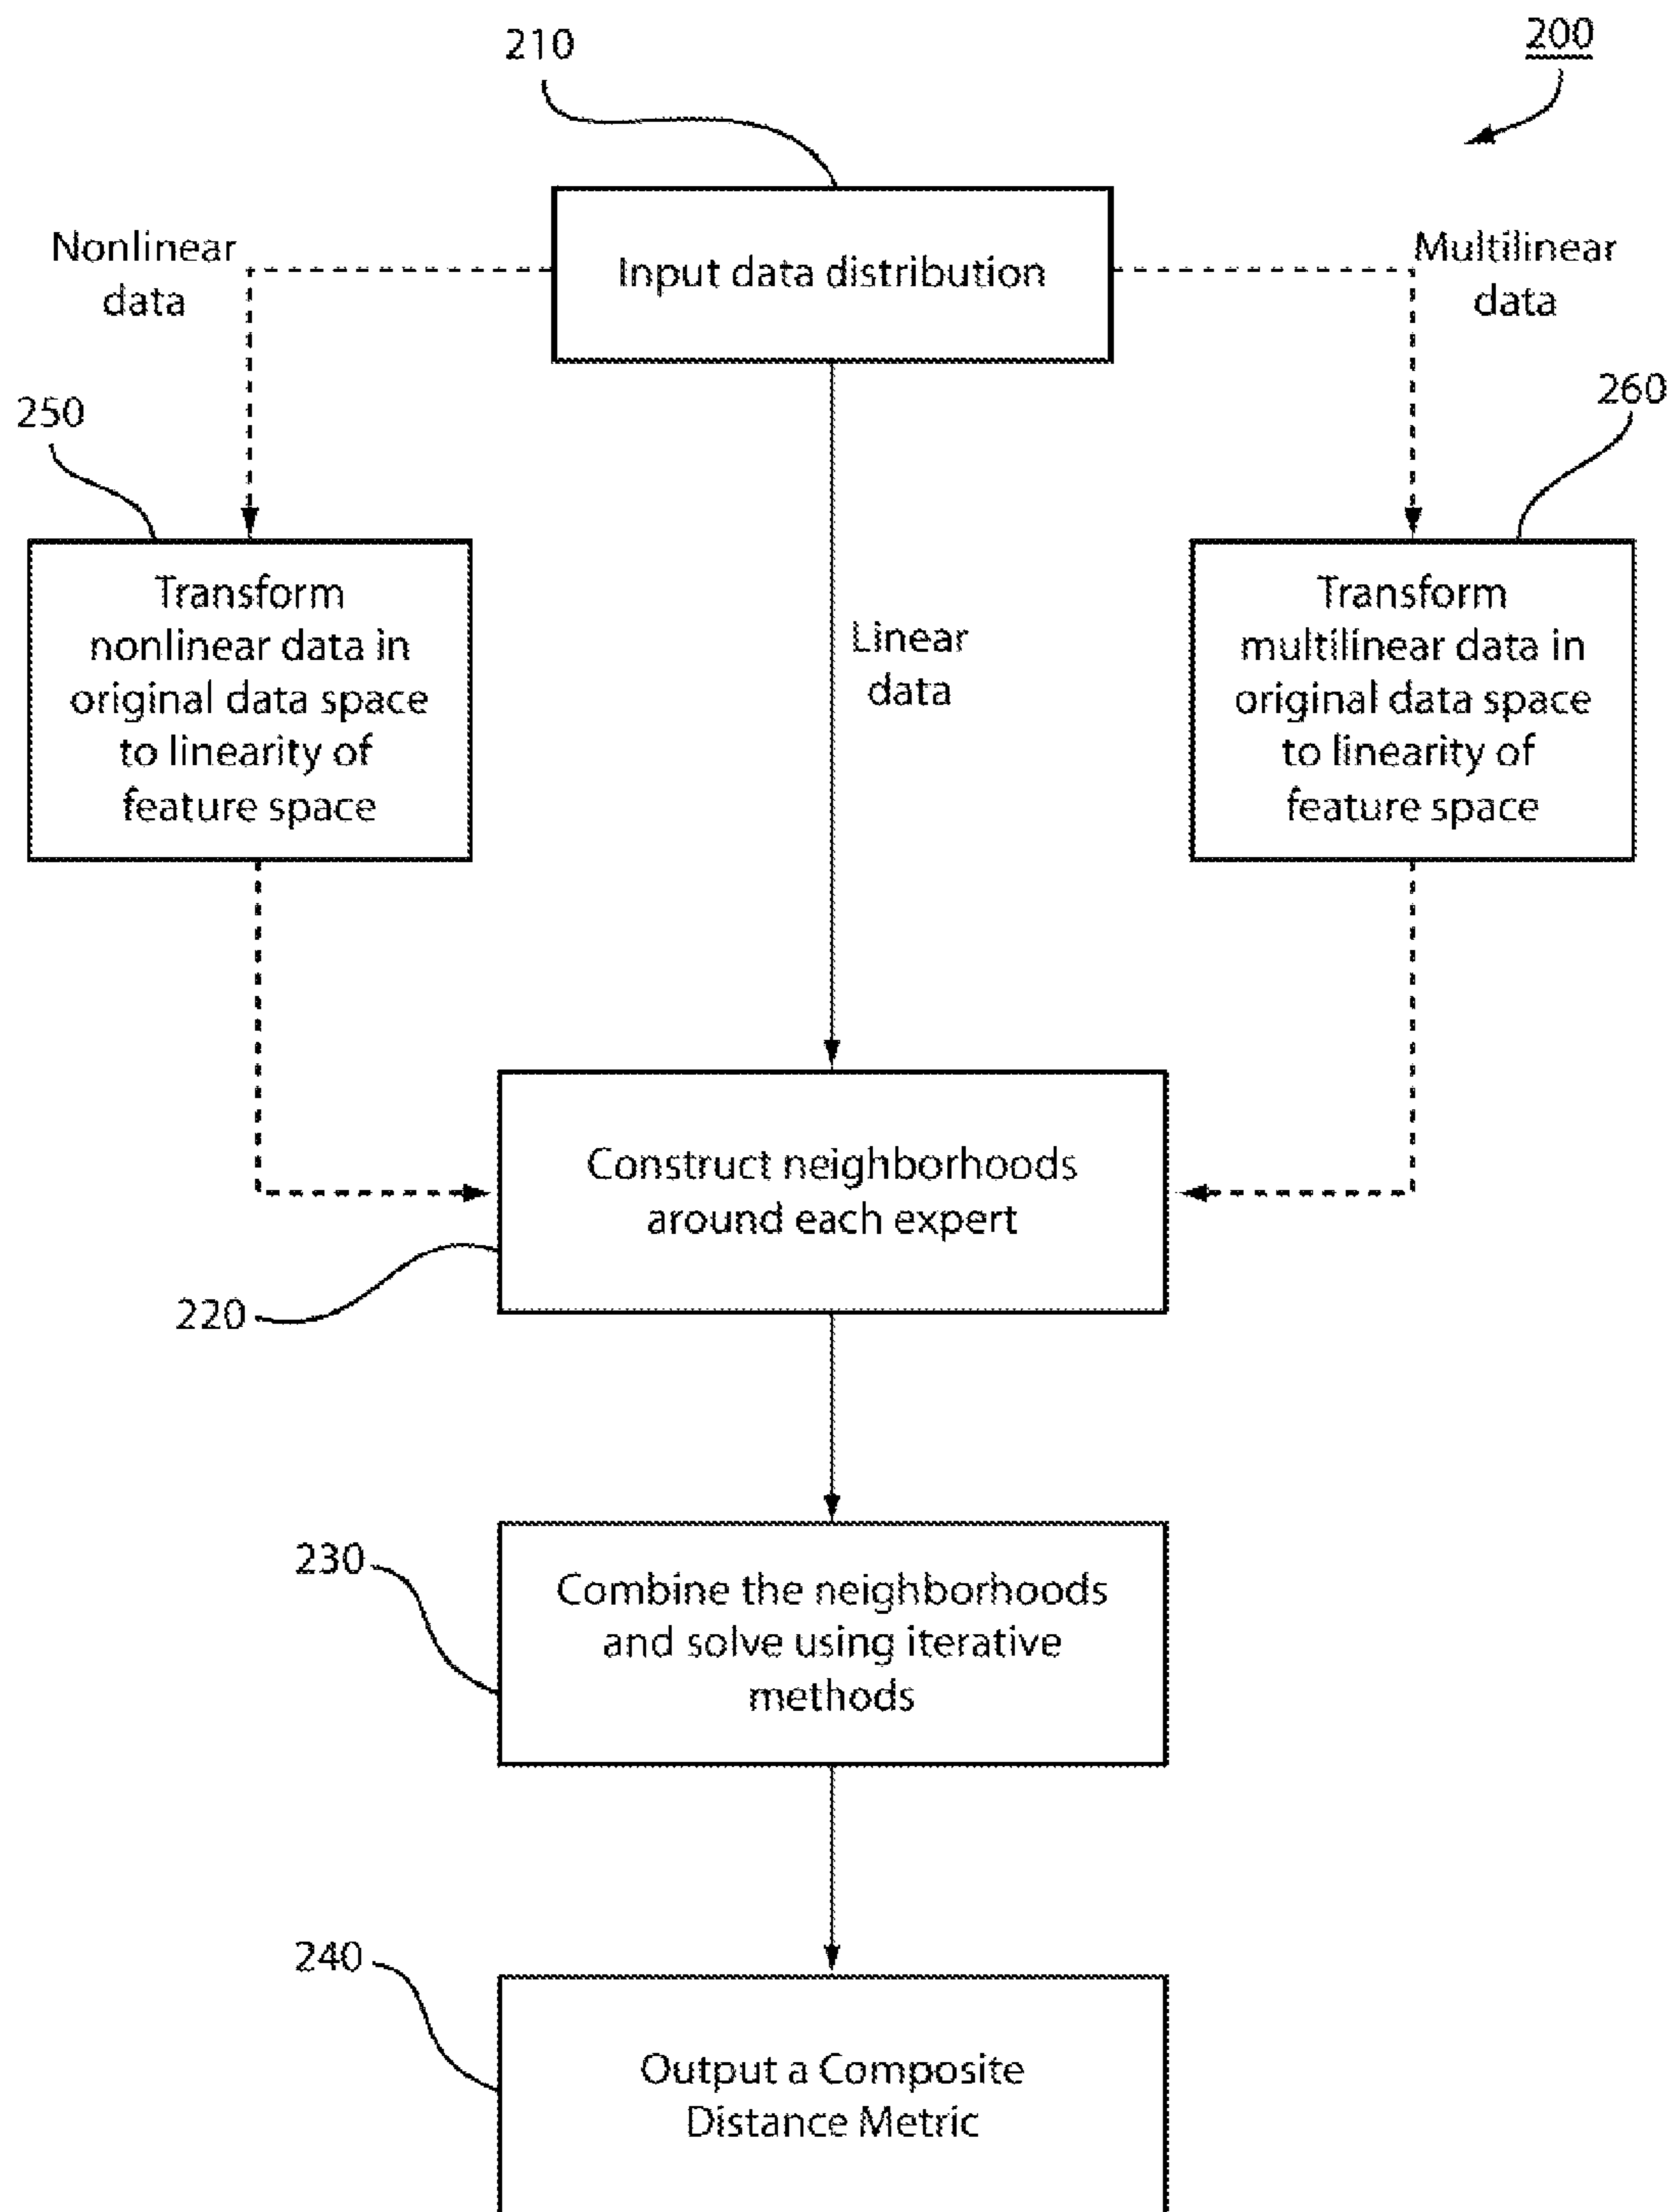 210
200
Nonlinear
data
Input data distribution
Multilinear
data
250
260
Transform
nonlinear data in
original data space
to linearity of
feature space
Linear
data
Transform
multilinear data in
original data space
to linearity of
feature space
Construct neighborhoods
around each expert
220
230
Combine the neighborhoods
and solve using iterative
methods
240
Output a Composite
Distance Metric